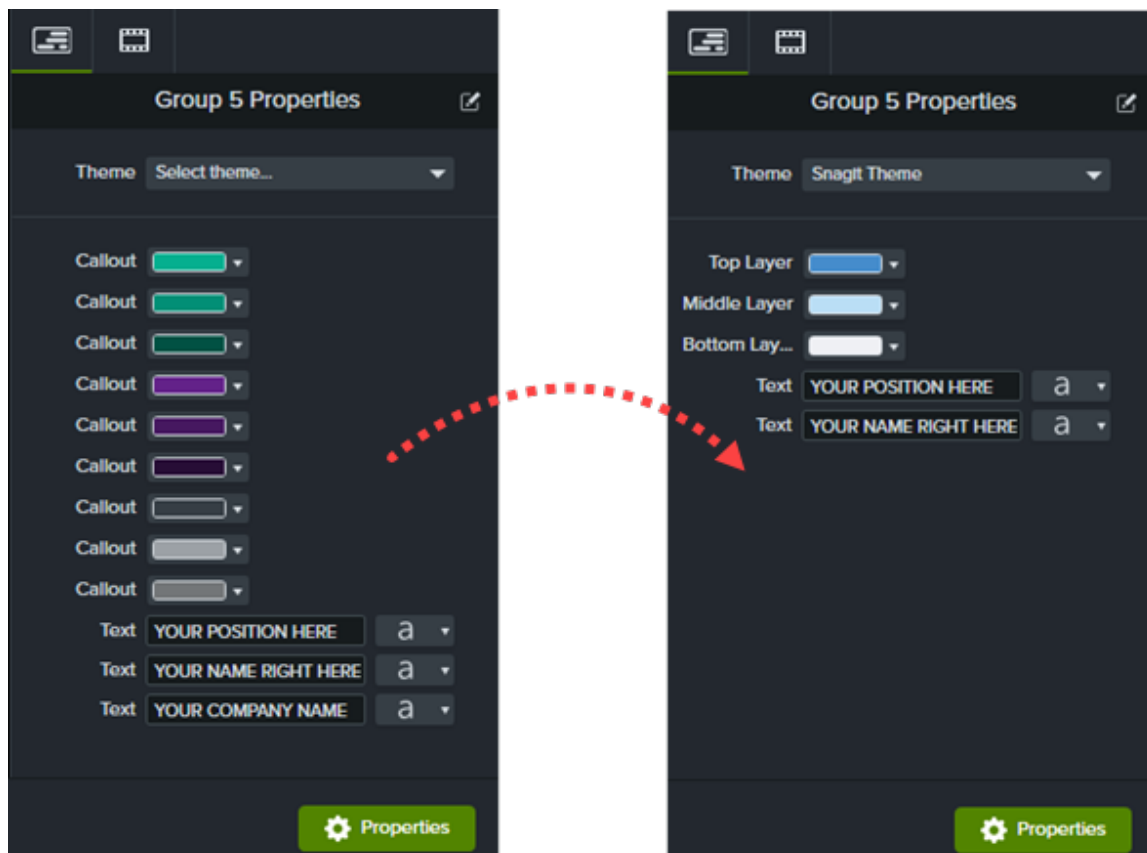 Group 5 Properties
Theme Select theme...
Callout
Callout
Callout
Callout
Callout
Callout
Callout
Callout
Callout
Text YOUR POSITION HERE a
Text YOUR NAME RIGHT HERE a
Text YOUR COMPANY NAME a
Properties
Group 5 Properties
Theme SnagIt Theme
Top Layer
Middle Layer
Bottom Lay...
Text YOUR POSITION HERE a
Text YOUR NAME RIGHT HERE a
Properties